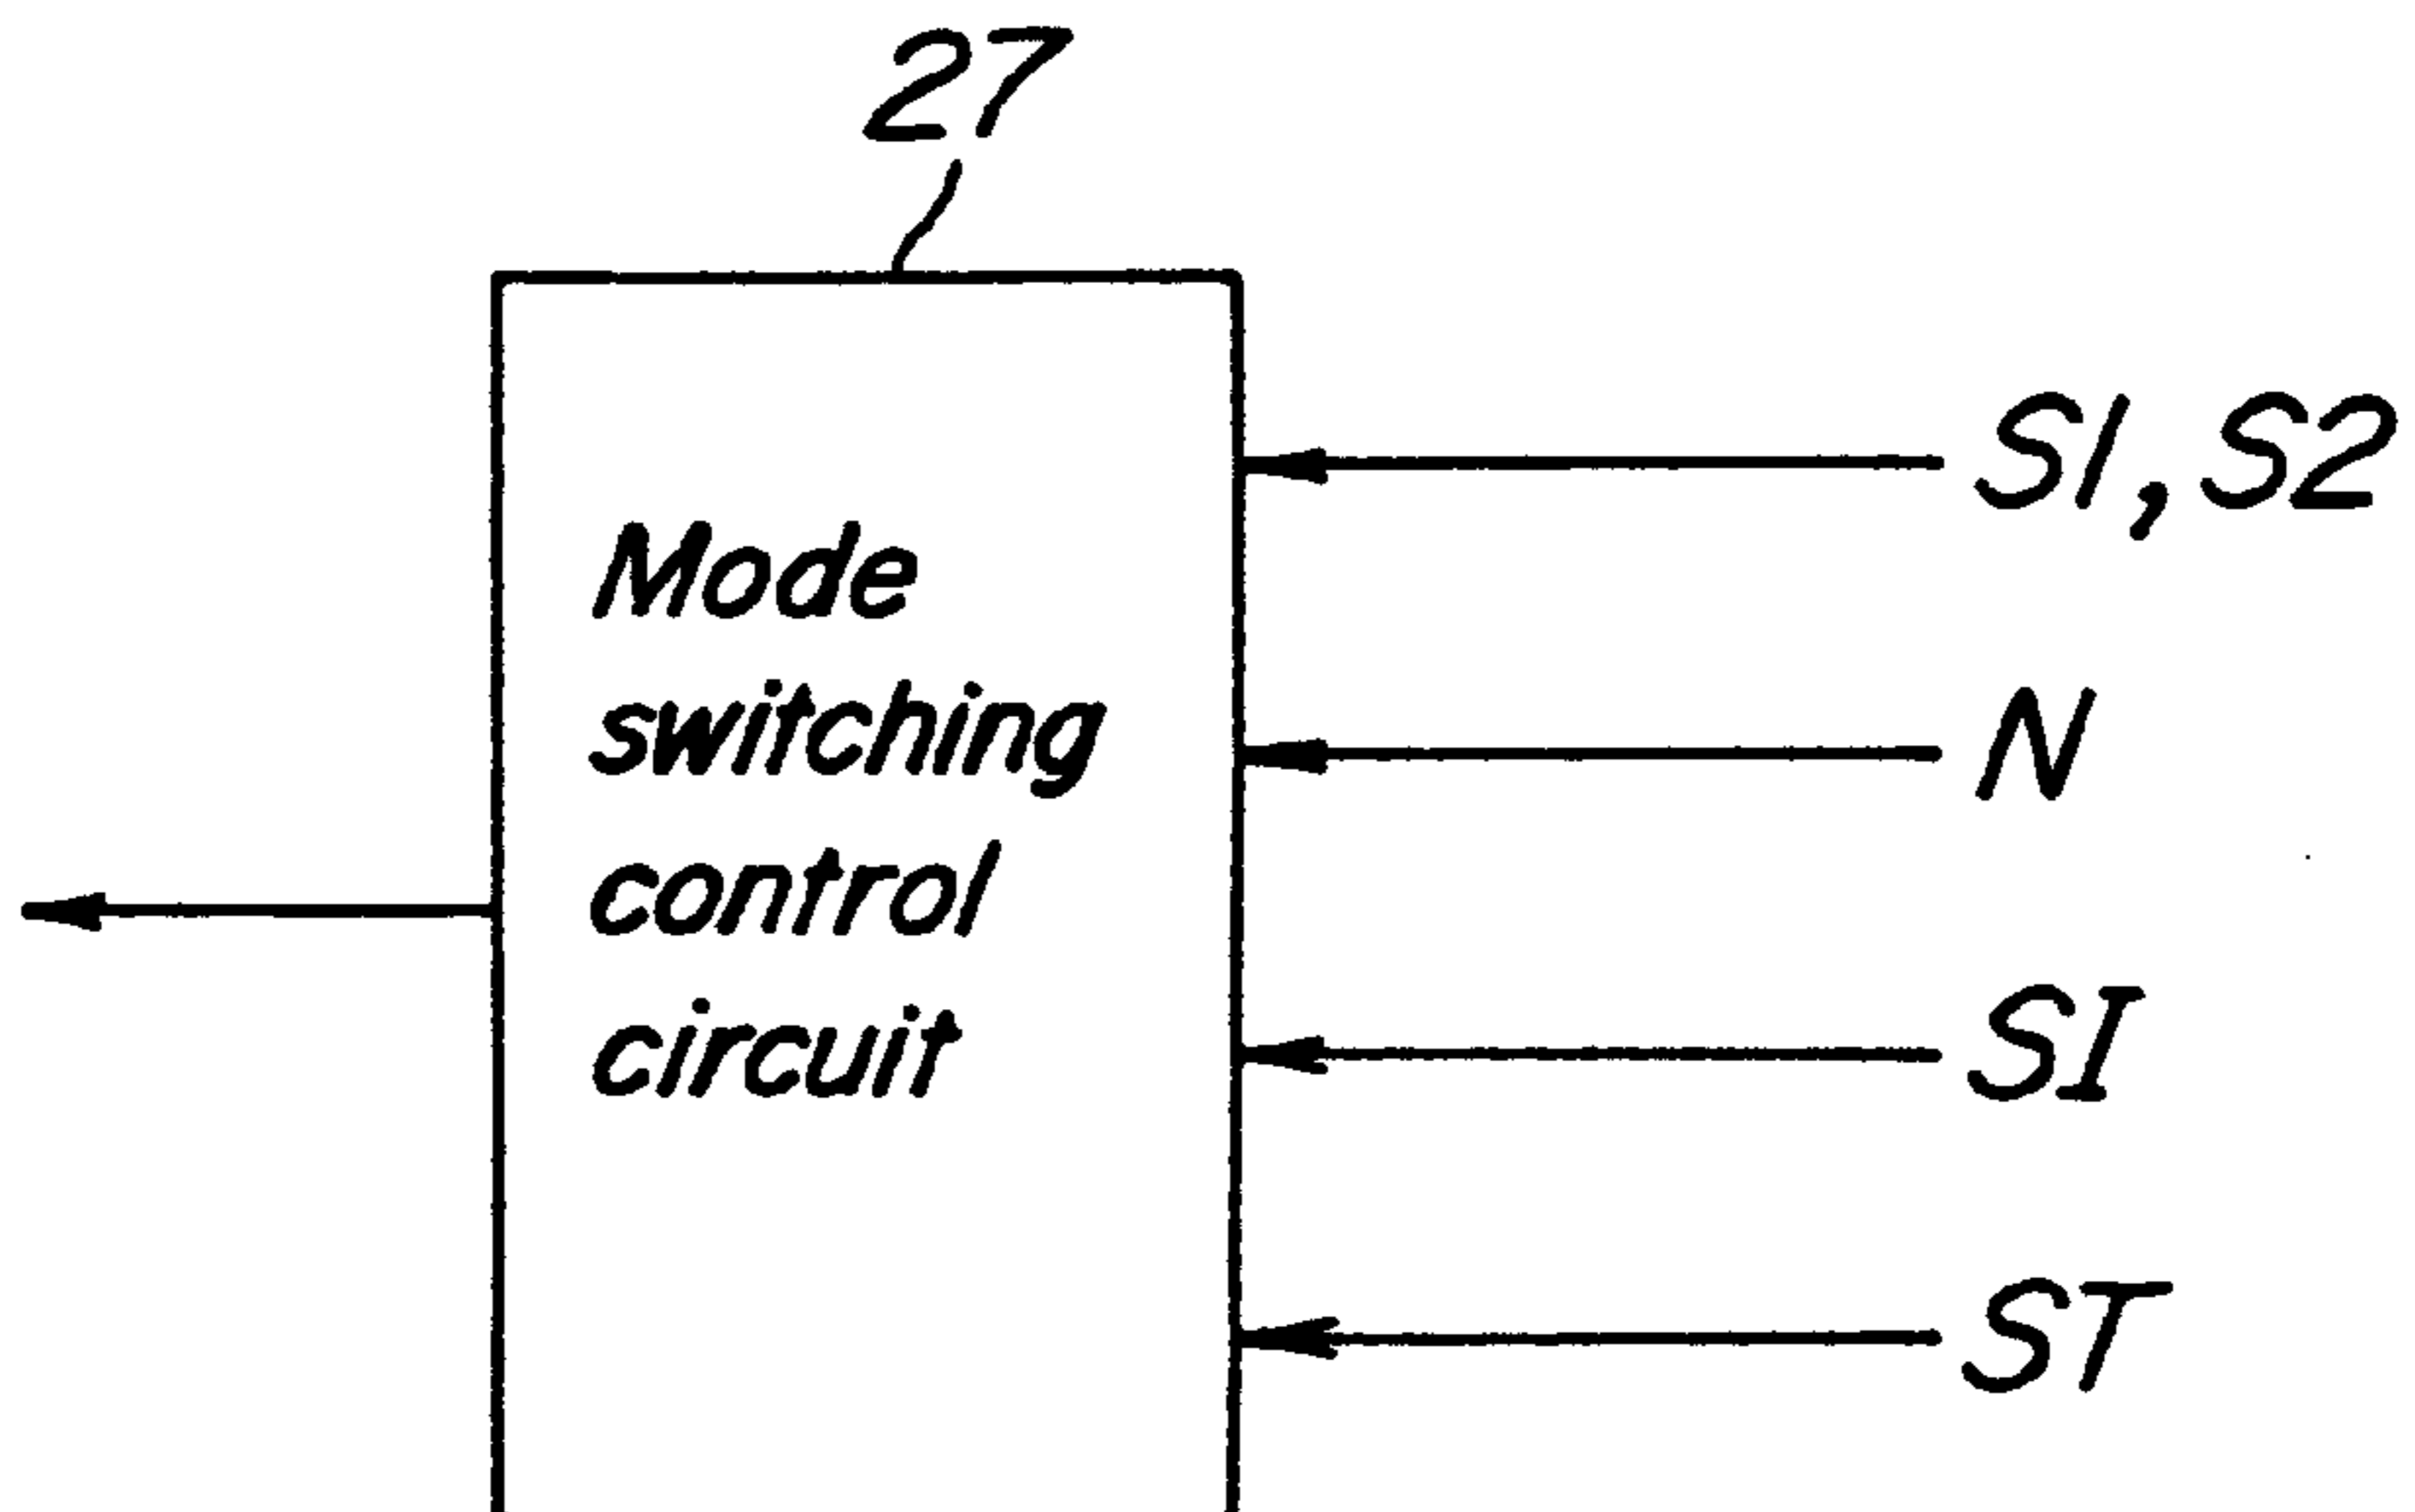 27
S1, S2
Mode
switching
control
circuit
N
SI
ST